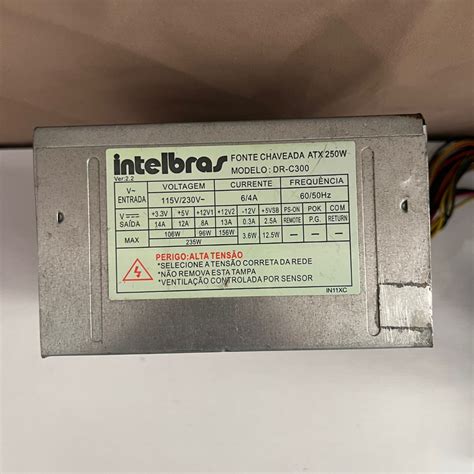 intelbras
FONTE CHAVEADA ATX 250W
Ver:2.2
MODELO: DR-C300
V~ ENTRADA VOLTAGEM CURRENTE FREQUÊNCIA
115V/230V~ 6/4A 60/50Hz
V SAÍDA +3.3V +5V +12V1 +12V2 -12V +5VSB PS-ON POK COM
14A 12A 8A 13A 0.3A 2.5A REMOTE P.G. RETURN
MAX 106W 96W 156W 3.6W 12.5W
235W
PERIGO:ALTA TENSÃO
*SELECIONE A TENSÃO CORRETA DA REDE
*NÃO REMOVA ESTA TAMPA
*VENTILAÇÃO CONTROLADA POR SENSOR
IN11XC